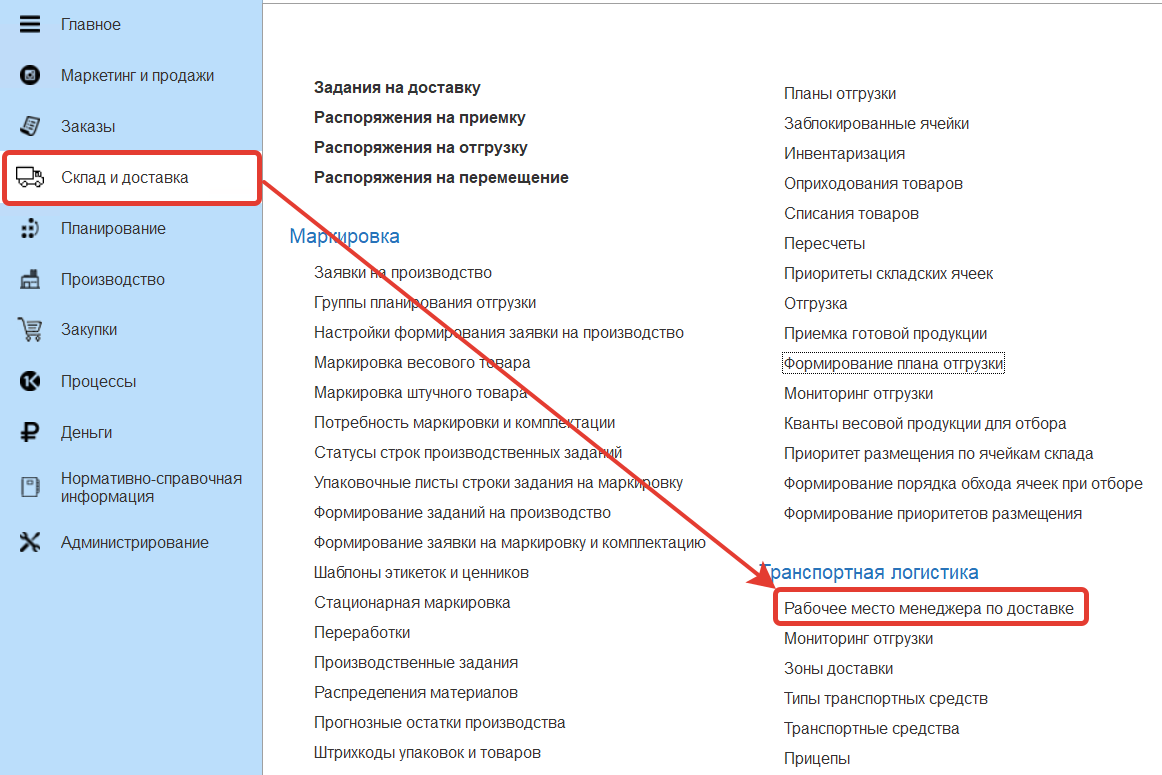 Главное
Маркетинг и продажи
Заказы
Склад и доставка
Планирование
Производство
Закупки
Процессы
Деньги
Нормативно-справочная
информация
Администрирование
Задания на доставку
Распоряжения на приемку
Распоряжения на отгрузку
Распоряжения на перемещение
Маркировка
Заявки на производство
Группы планирования отгрузки
Настройки формирования заявки на производство
Маркировка весового товара
Маркировка штучного товара
Потребность маркировки и комплектации
Статусы строк производственных заданий
Упаковочные листы строки задания на маркировку
Формирование заданий на производство
Формирование заявки на маркировку и комплектацию
Шаблоны этикеток и ценников
Стационарная маркировка
Переработки
Производственные задания
Распределения материалов
Прогнозные остатки производства
Штрихкоды упаковок и товаров
Планы отгрузки
Заблокированные ячейки
Инвентаризация
Оприходования товаров
Списания товаров
Пересчеты
Приоритеты складских ячеек
Отгрузка
Приемка готовой продукции
Формирование плана отгрузки
Мониторинг отгрузки
Кванты весовой продукции для отбора
Приоритет размещения по ячейкам склада
Формирование порядка обхода ячеек при отборе
Формирование приоритетов размещения
Транспортная логистика
Рабочее место менеджера по доставке
Мониторинг отгрузки
Зоны доставки
Типы транспортных средств
Транспортные средства
Прицепы